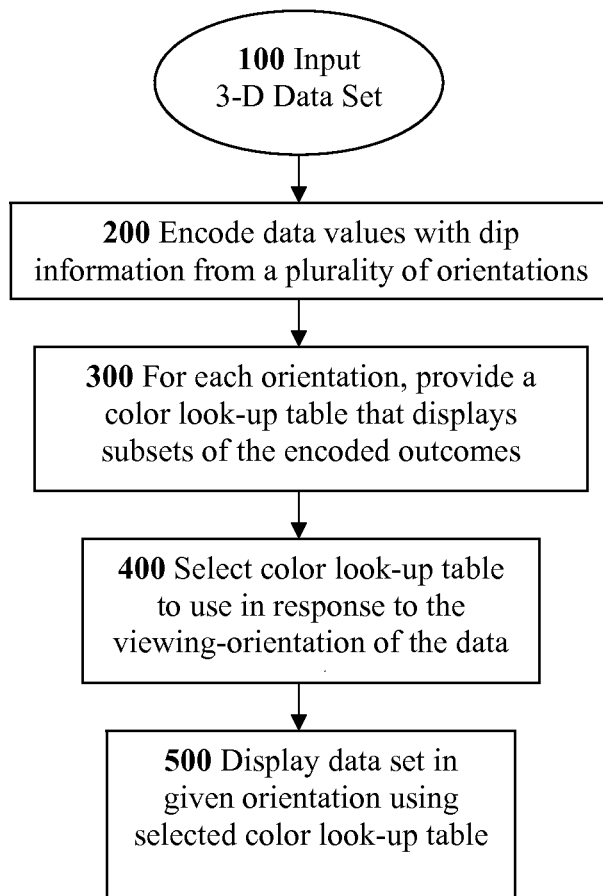 100 Input
3-D Data Set
200 Encode data values with dip
information from a plurality of orientations
300 For each orientation, provide a
color look-up table that displays
subsets of the encoded outcomes
400 Select color look-up table
to use in response to the
viewing-orientation of the data
500 Display data set in
given orientation using
selected color look-up table